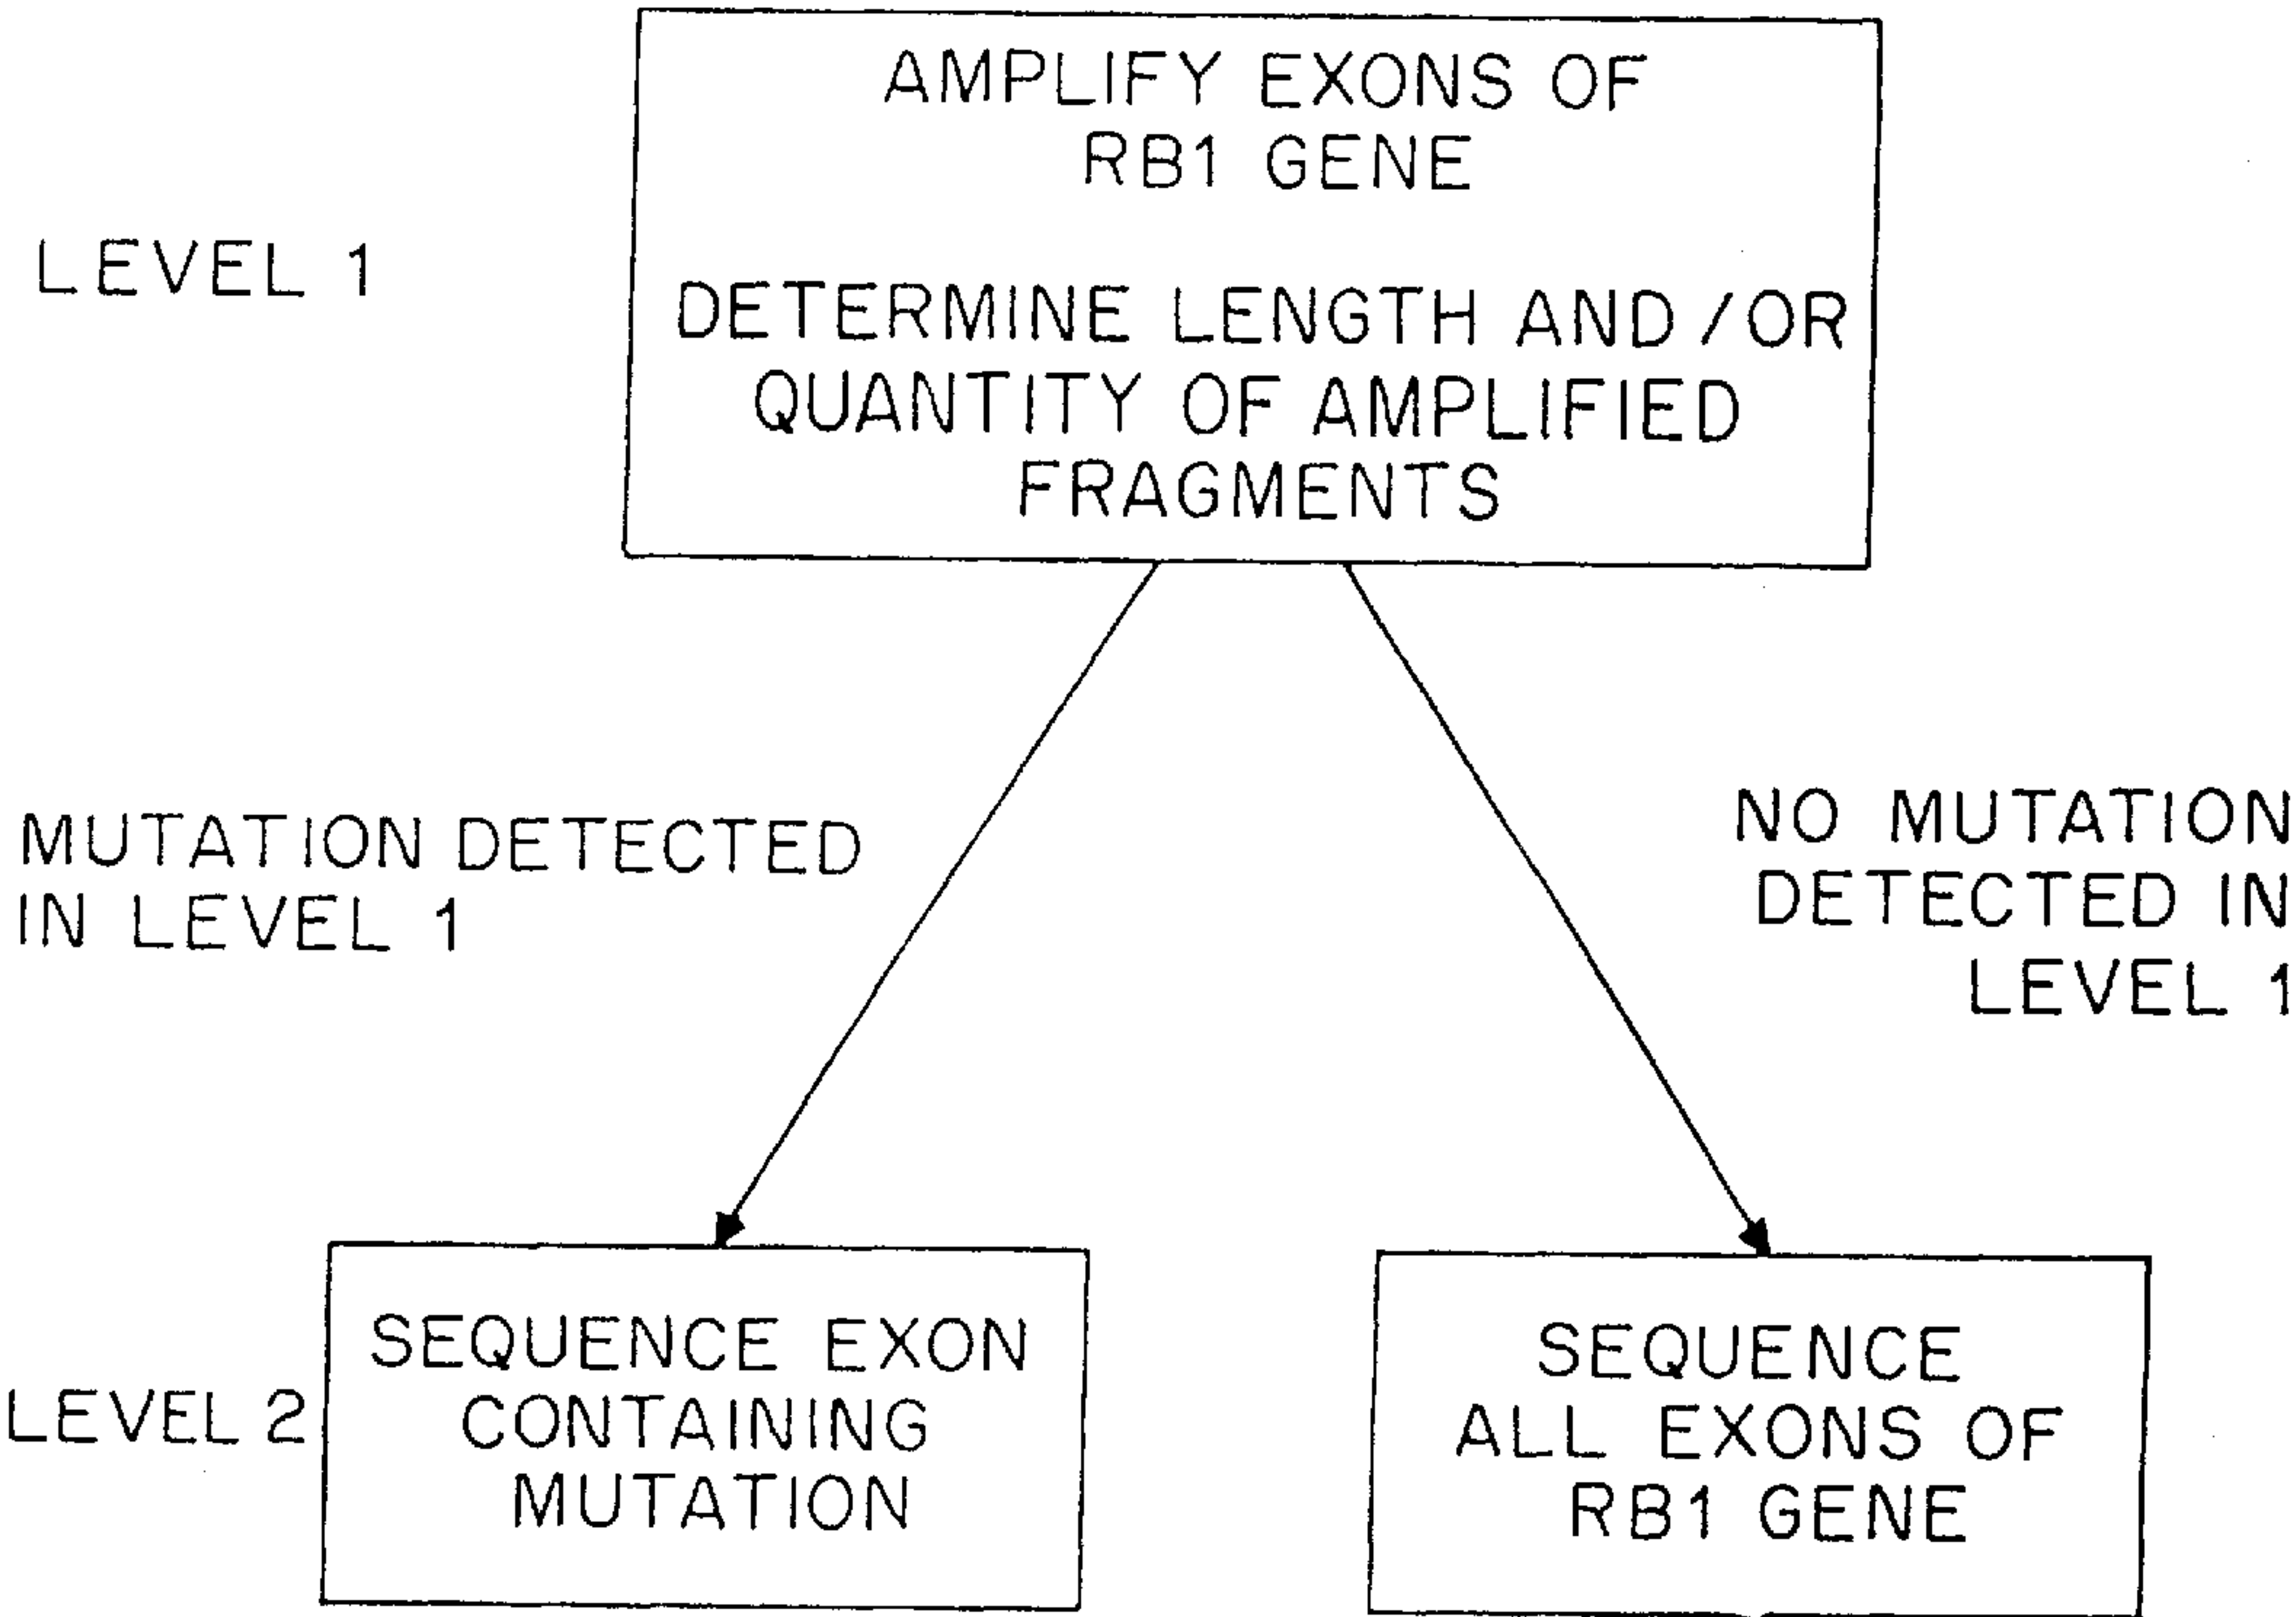 AMPLIFY EXONS OF
RB1 GENE
LEVEL 1
DETERMINE LENGTH AND/OR
QUANTITY OF AMPLIFIED
FRAGMENTS
MUTATION DETECTED
IN LEVEL 1
NO MUTATION
DETECTED IN
LEVEL 1
LEVEL 2
SEQUENCE EXON
CONTAINING
MUTATION
SEQUENCE
ALL EXONS OF
RB1 GENE